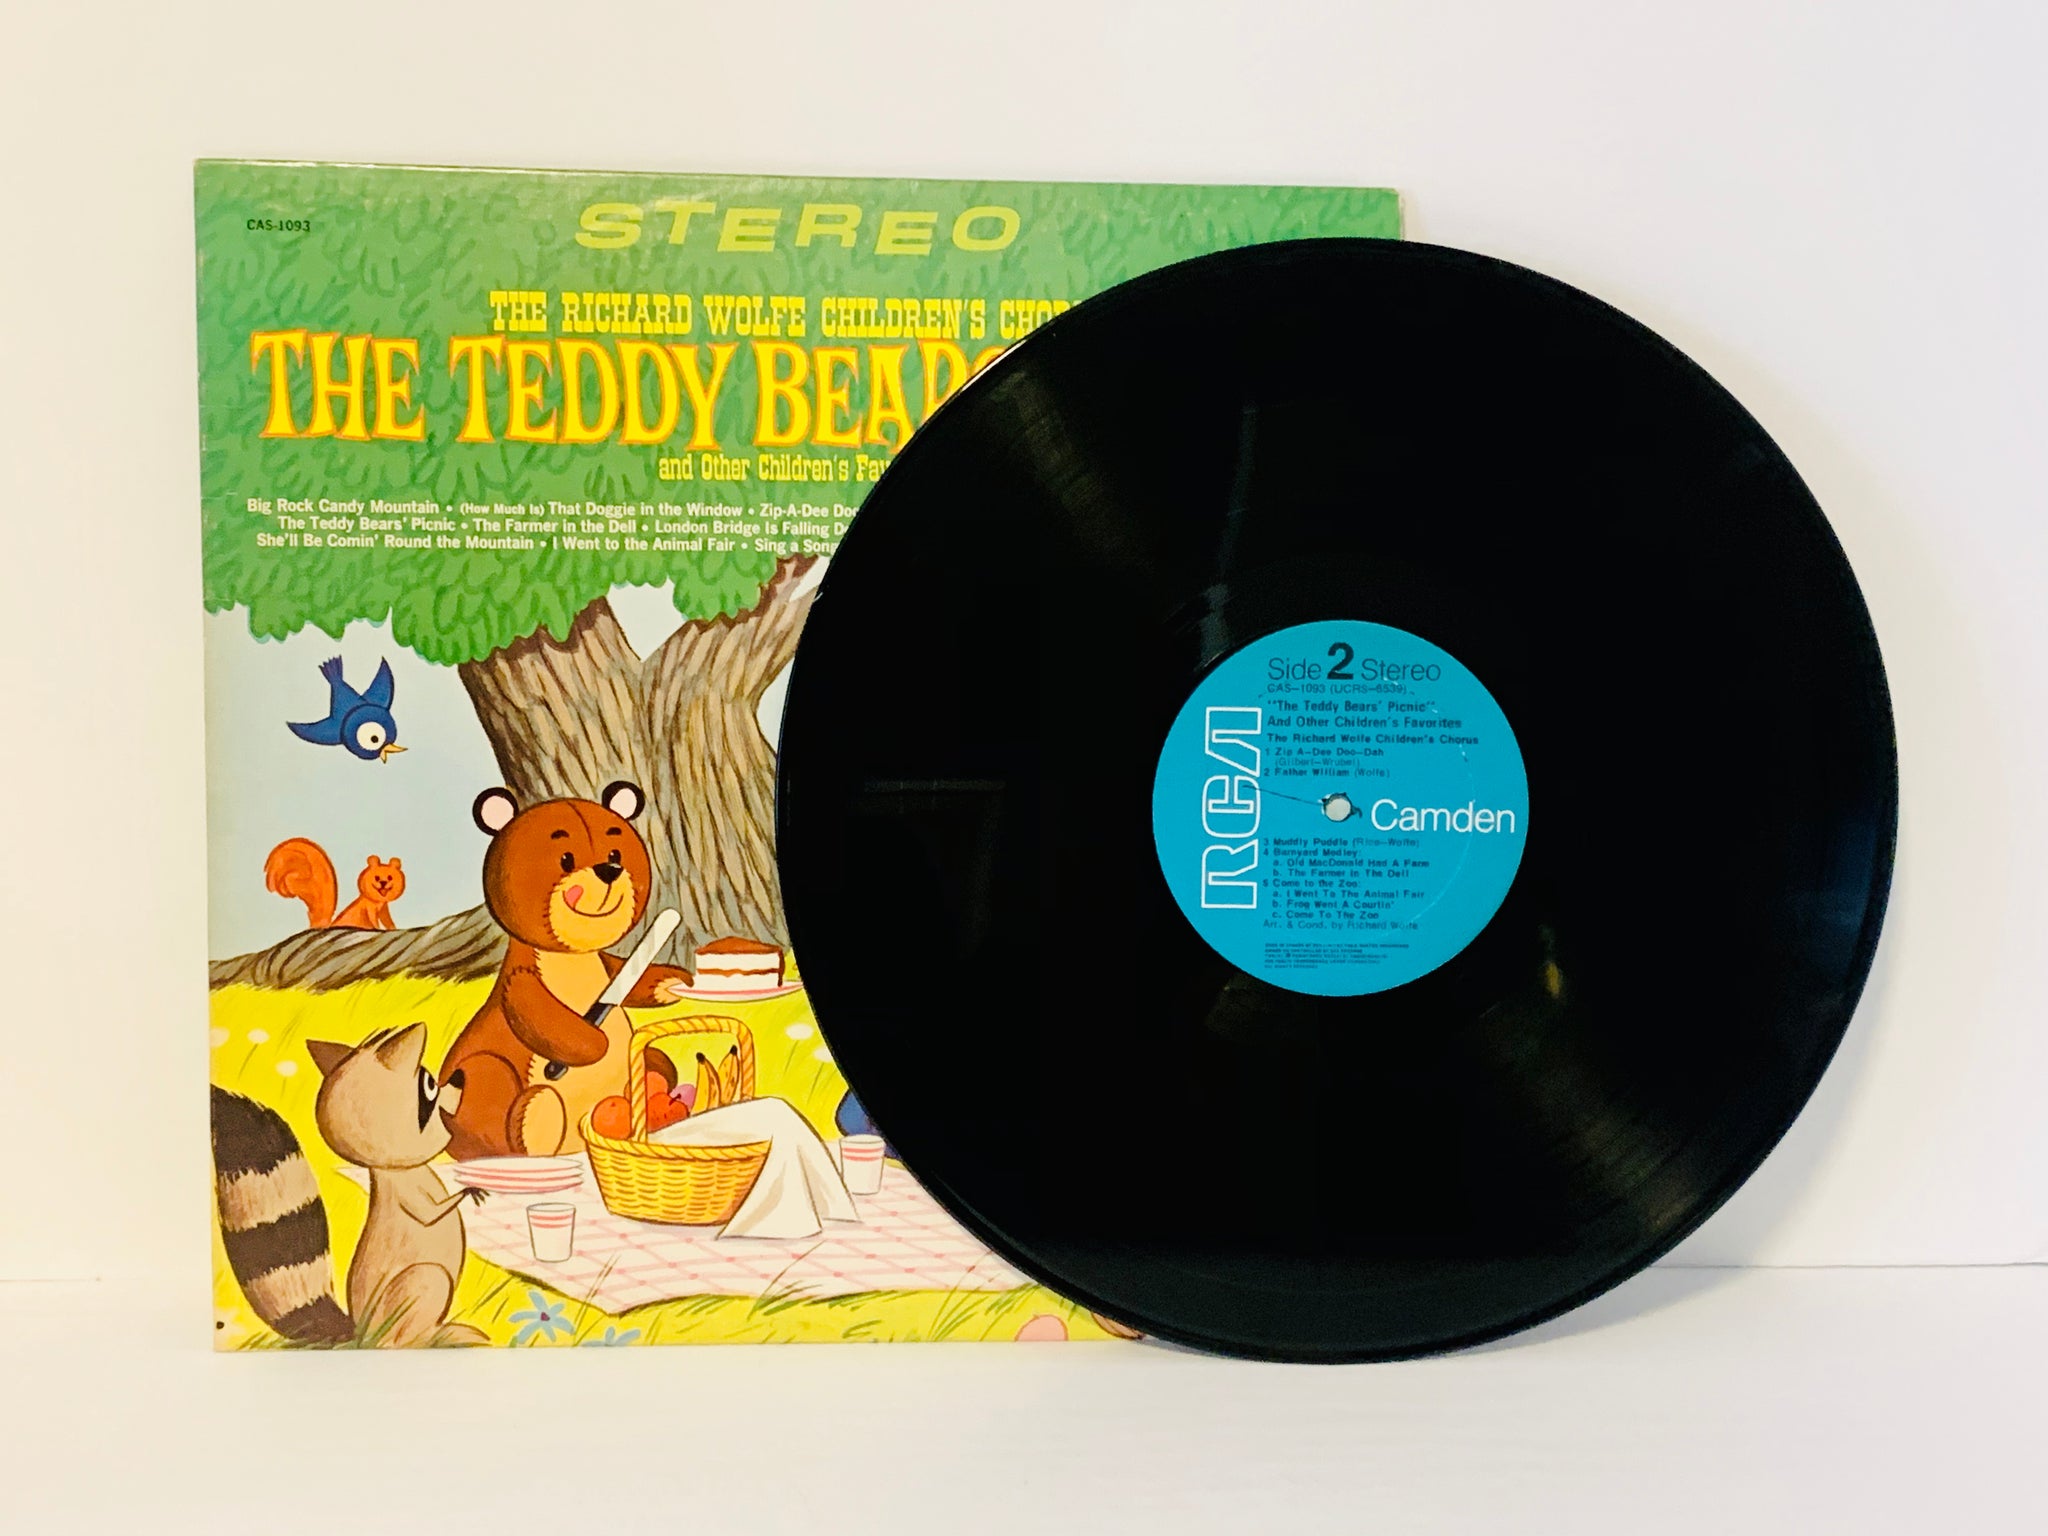 CAS-1093
STEREO
THE RICHARD WOLFE CHILDREN'S
THE TEDDY
and Other Children's
Big Rock Candy Mountain • (How Much Is) That Doggie in the Window • Zip-A-Dee
The Teddy Bears' Picnic • The Farmer in the Dell • London Bridge Is Falling
She'll Be Comin' Round the Mountain • I Went to the Animal Fair • Sing a Song
Side 2 Stereo
CAS-1093 (UCRS-6539)
"The Teddy Bears' Picnic"
And Other Children's Favorites
The Richard Wolfe Children's Chorus
1 Zip A-Dee Doo-Dah
(Gilbert-Wrubel)
2 Father William (Wolfe)
RCA
Camden
3 Muddly Puddle (Rice-Wolfe)
4 Barnyard Medley:
a. Old MacDonald Had A Farm
b. The Farmer In The Dell
5 Come to the Zoo:
a. I Went To The Animal Fair
b. Frog Went A Courtin'
c. Come To The Zoo
Arr. & Cond. by Richard Wolfe